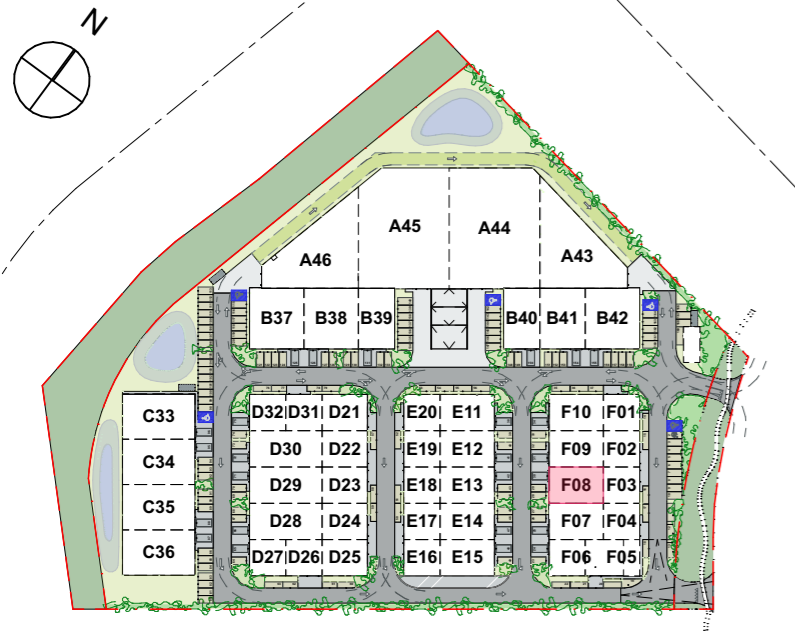 N
A45
A44
A46
A43
B37
B38
B39
B40
B41
B42
C33
C34
C35
C36
D32
D31
D21
D30
D22
D29
D23
D28
D24
D27
D26
D25
E20
E11
E19
E12
E18
E13
E17
E14
E16
E15
F10
F01
F09
F02
F08
F03
F07
F04
F06
F05